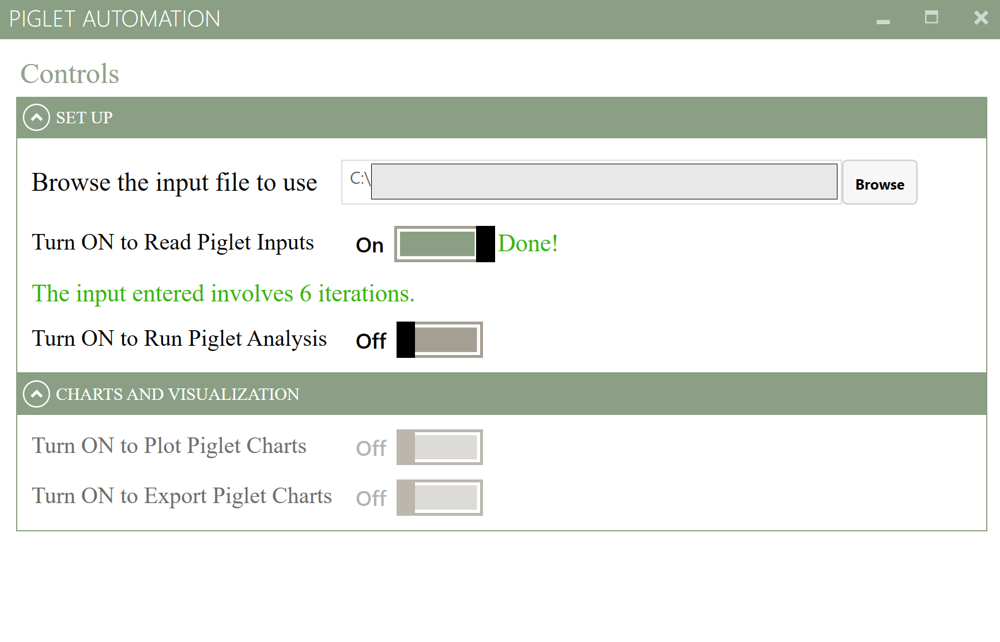 PIGLET AUTOMATION
Controls
SET UP
Browse the input file to use C:\ Browse
Turn ON to Read Piglet Inputs On Done!
The input entered involves 6 iterations.
Turn ON to Run Piglet Analysis Off
CHARTS AND VISUALIZATION
Turn ON to Plot Piglet Charts Off
Turn ON to Export Piglet Charts Off